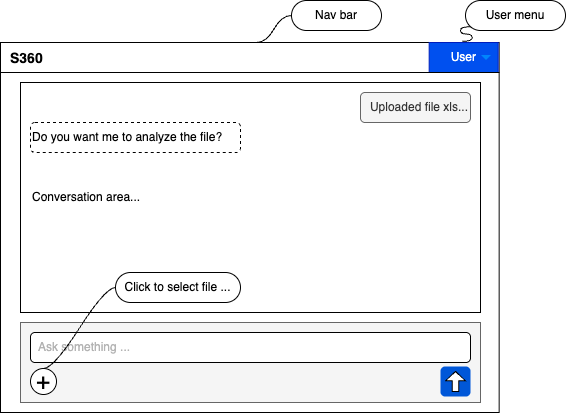 Nav bar
User menu
S360
User
Uploaded file xls...
Do you want me to analyze the file?
Conversation area...
Click to select file ...
Ask something ...